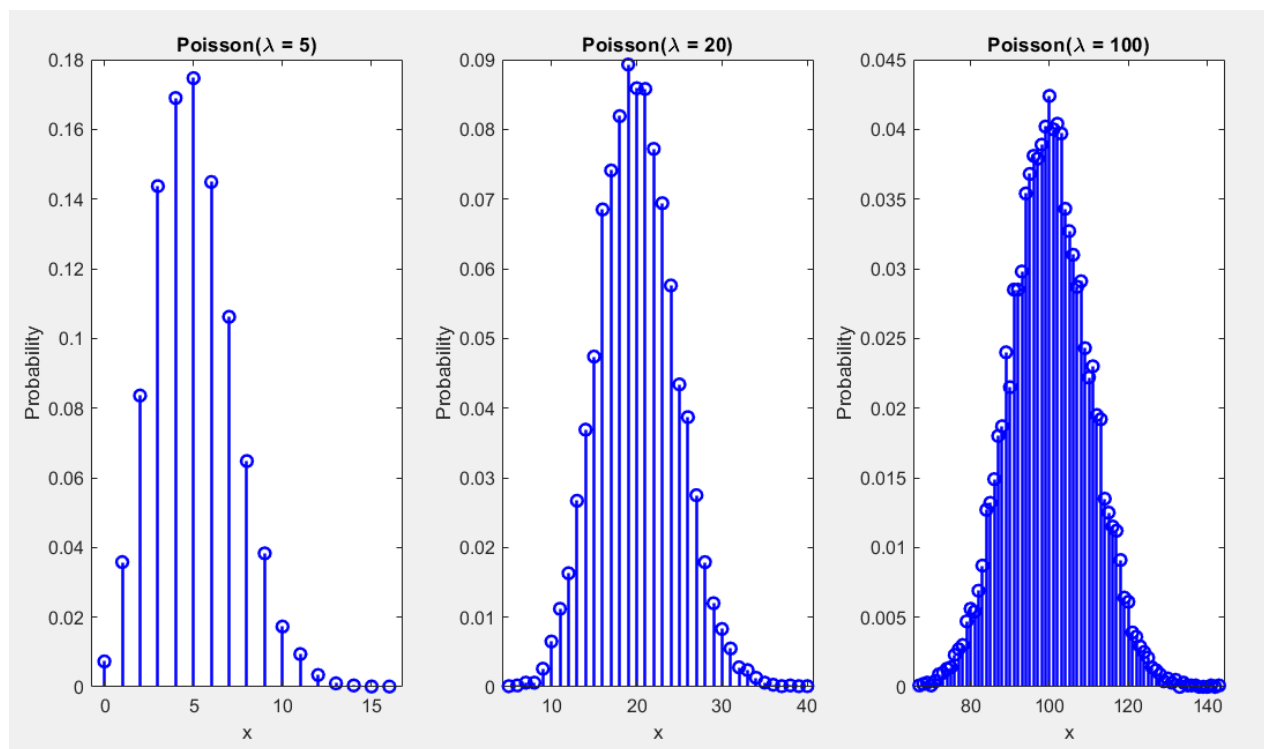 Poisson(λ = 5)
0.18
0.16
0.14
0.12
0.1
0.08
0.06
0.04
0.02
0
Probability
0 5 10 15
x
Poisson(λ = 20)
0.09
0.08
0.07
0.06
0.05
0.04
0.03
0.02
0.01
0
Probability
10 20 30 40
x
Poisson(λ = 100)
0.045
0.04
0.035
0.03
0.025
0.02
0.015
0.01
0.005
0
Probability
80 100 120 140
x